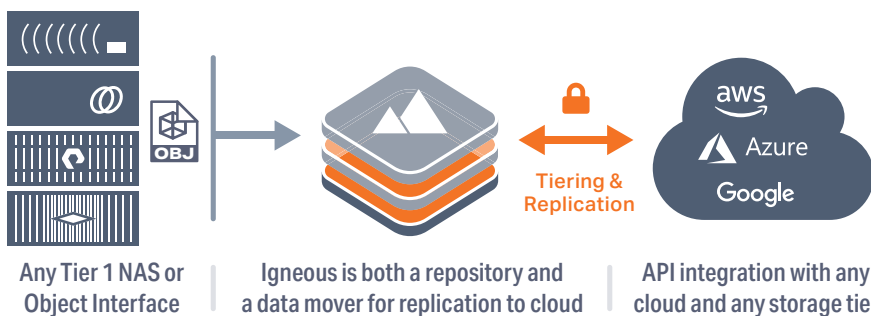 OBJ
Tiering &
Replication
aws
Azure
Google
Any Tier 1 NAS or
Object Interface
Igneous is both a repository and
a data mover for replication to cloud
API integration with any
cloud and any storage tie